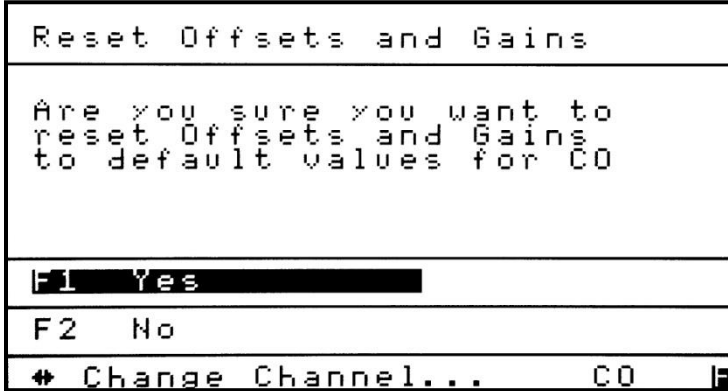 Reset Offsets and Gains
Are you sure you want to
reset Offsets and Gains
to default values for CO
F1 Yes
F2 No
Change Channel... CO